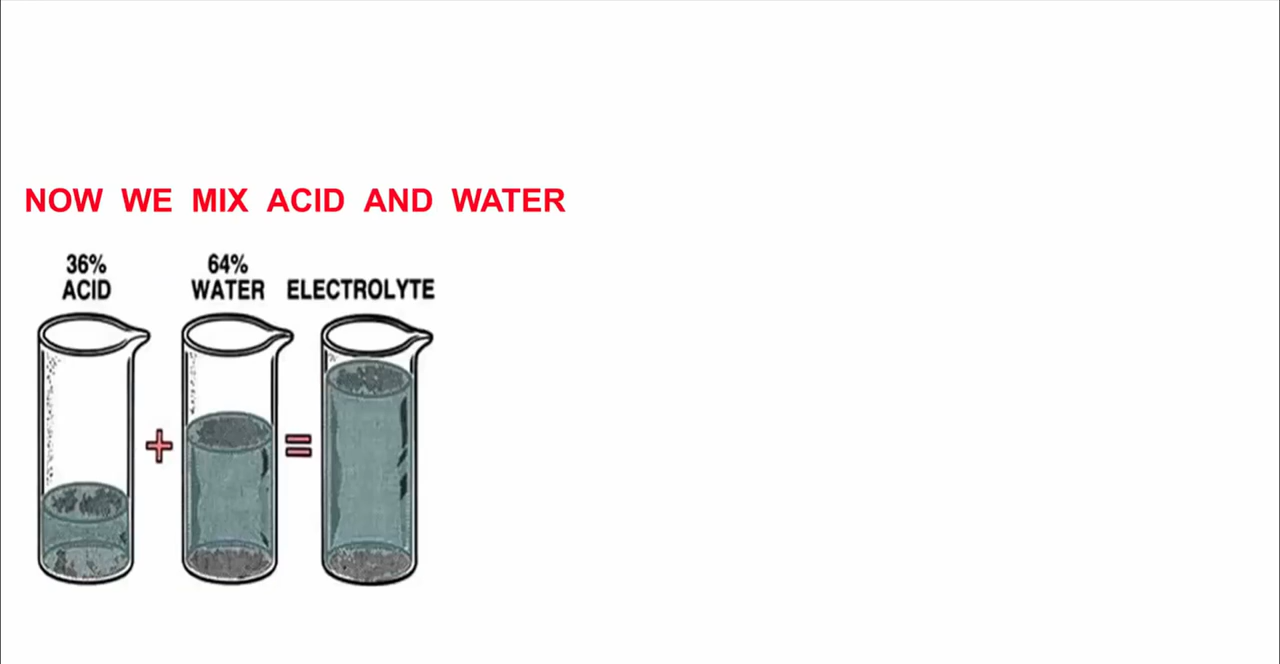 NOW WE MIX ACID AND WATER
36%
ACID
64%
WATER
ELECTROLYTE
+
=